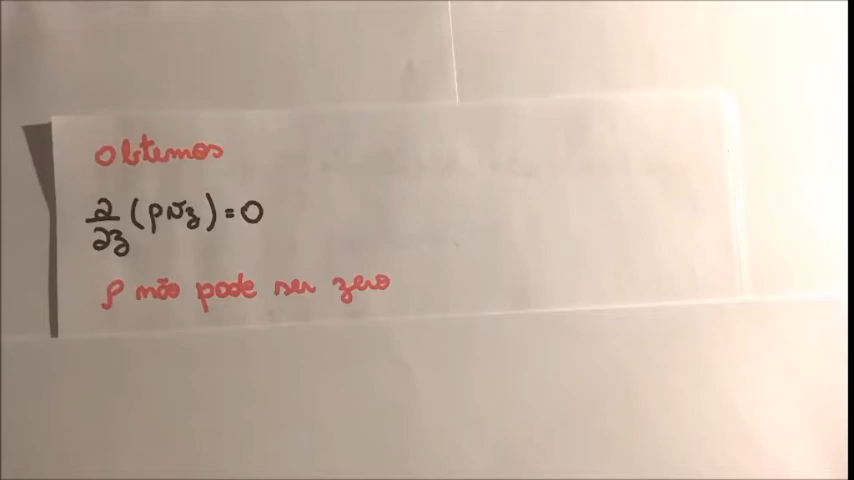 Obtemos
∂/∂z (ρvz) = 0
ρ não pode ser zero